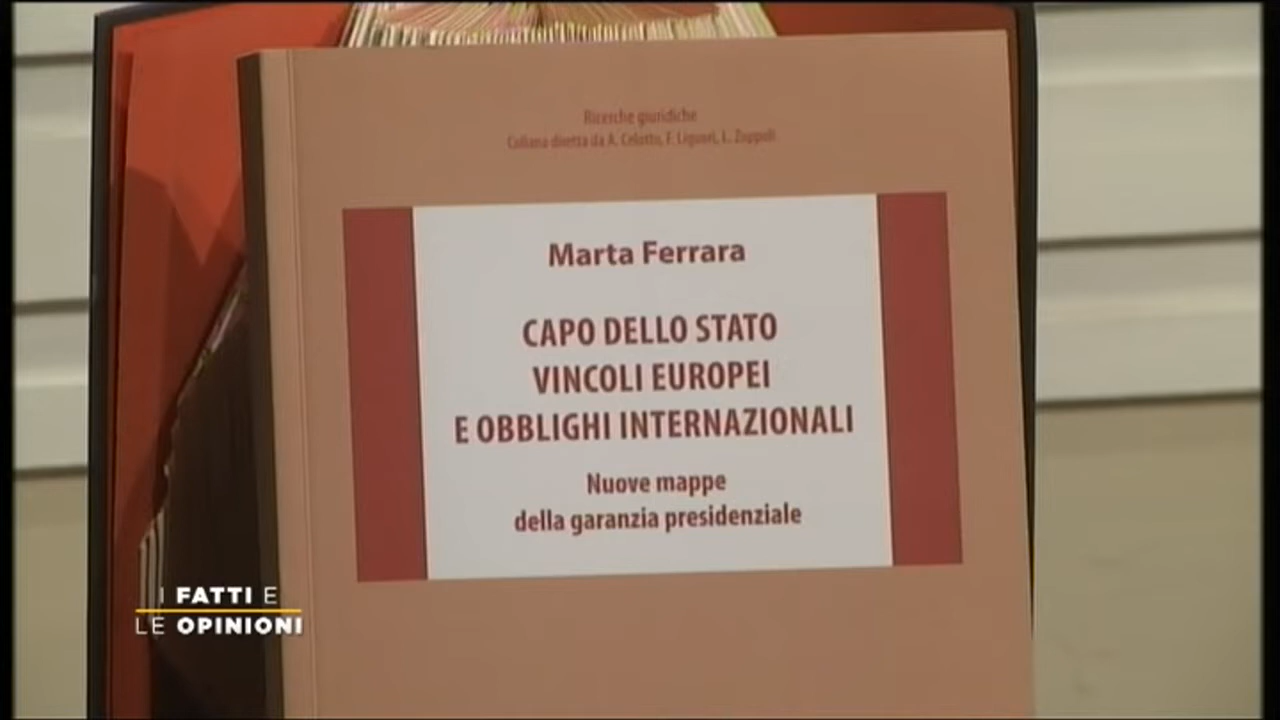 Ricerche giuridiche
Collana diretta da A. Celotto, F. Liguori, L. Zoppoli
Marta Ferrara
CAPO DELLO STATO
VINCOLI EUROPEI
E OBBLIGHI INTERNAZIONALI
Nuove mappe
della garanzia presidenziale
I FATTI E
LE OPINIONI